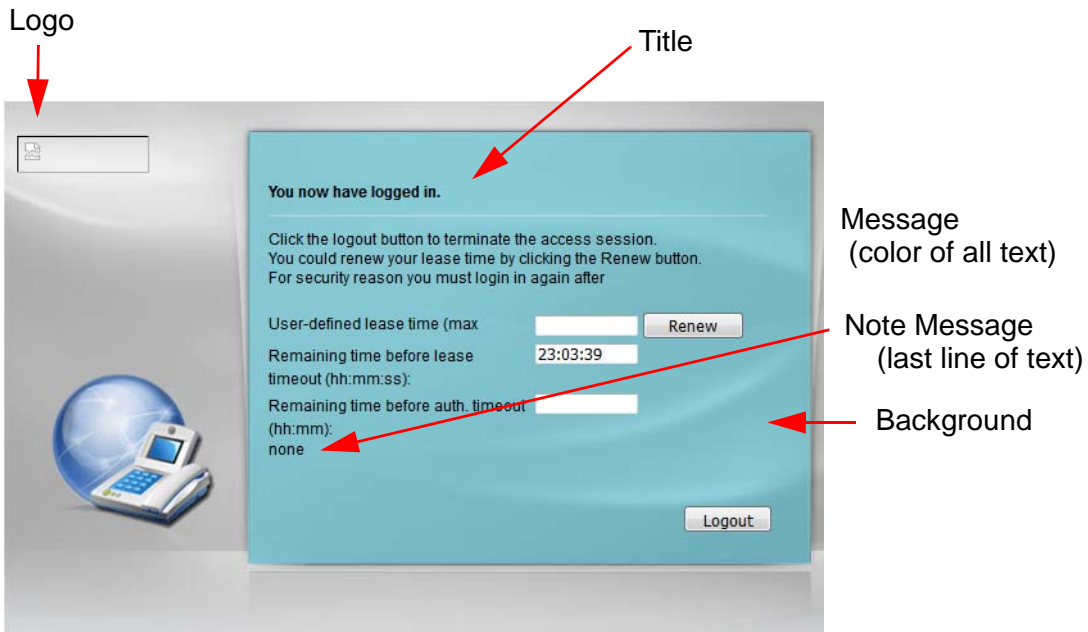 Logo
Title
You now have logged in.
Click the logout button to terminate the access session.
You could renew your lease time by clicking the Renew button.
For security reason you must login in again after
Message
(color of all text)
User-defined lease time (max
Renew
Note Message
(last line of text)
Remaining time before lease
23:03:39
timeout (hh:mm:ss):
Remaining time before auth. timeout
(hh:mm):
Background
none
Logout